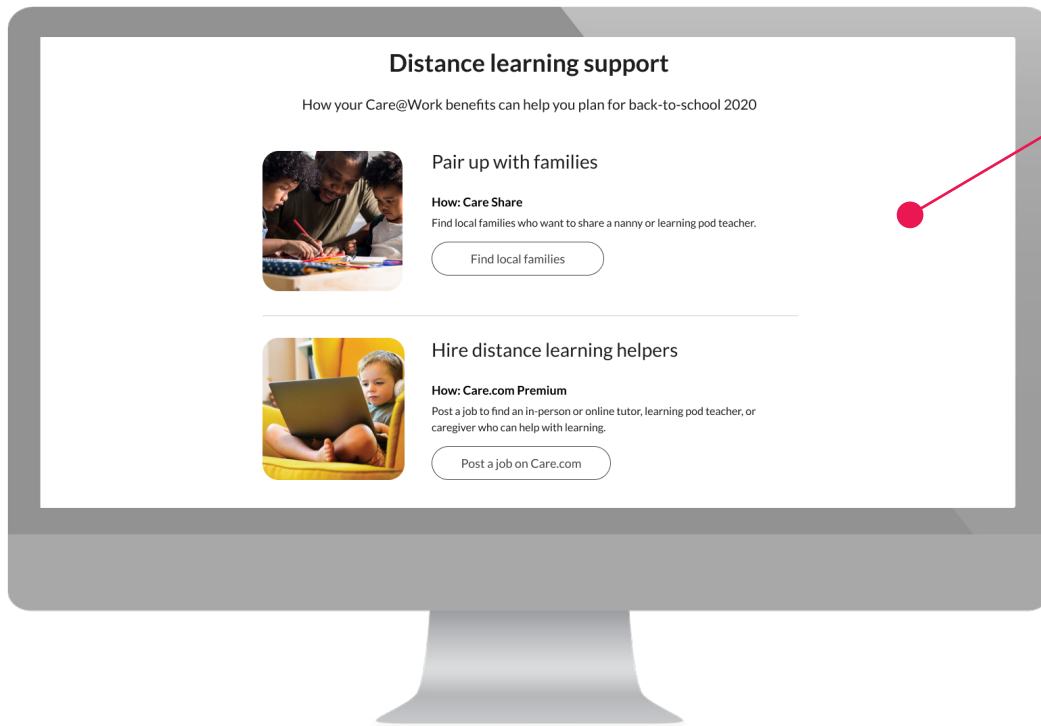 Distance learning support
How your Care@Work benefits can help you plan for back-to-school 2020
Pair up with families
How: Care Share
Find local families who want to share a nanny or learning pod teacher.
Find local families
Hire distance learning helpers
How: Care.com Premium
Post a job to find an in-person or online tutor, learning pod teacher, or
caregiver who can help with learning.
Post a job on Care.com